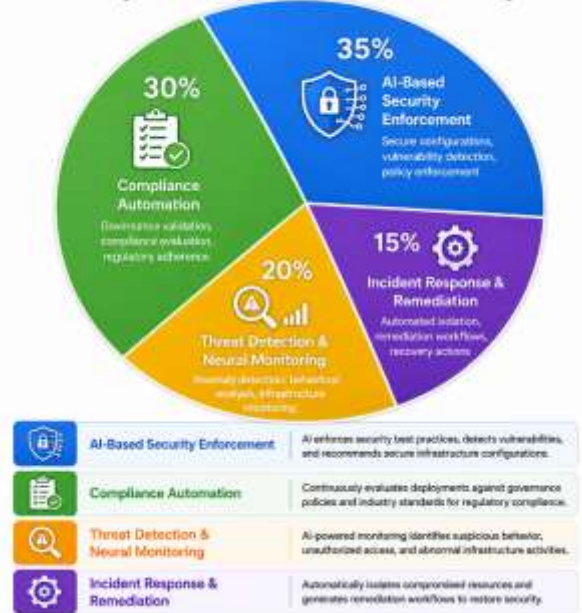 35%
AI-Based
Security
Enforcement
Secure configurations,
vulnerability detection,
policy enforcement
30%
Compliance
Automation
Governance validation,
compliance evaluation,
regulatory adherence
15%
Incident Response &
Remediation
Automated isolation,
remediation workflows,
recovery actions
20%
Threat Detection &
Neural Monitoring
Anomaly detection, behavioral
analysis, infrastructure
monitoring
AI-Based Security Enforcement
AI enforces security best practices, detects vulnerabilities,
and recommends secure infrastructure configurations.
Compliance Automation
Continuously evaluates deployments against governance
policies and industry standards for regulatory compliance.
Threat Detection &
Neural Monitoring
AI-powered monitoring identifies suspicious behavior,
unauthorized access, and abnormal infrastructure activities.
Incident Response &
Remediation
Automatically isolates compromised resources and
generates remediation workflows to restore security.